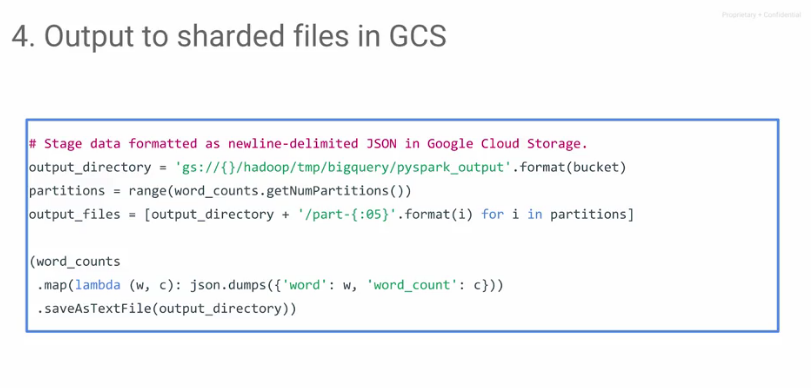 Proprietary + Confidential
4. Output to sharded files in GCS
# Stage data formatted as newline-delimited JSON in Google Cloud Storage.
output_directory = 'gs://{}/hadoop/tmp/bigquery/pyspark_output'.format(bucket)
partitions = range(word_counts.getNumPartitions())
output_files = [output_directory + '/part-{:05}'.format(i) for i in partitions]
(word_counts
.map(lambda (w, c): json.dumps({'word': w, 'word_count': c}))
.saveAsTextFile(output_directory))